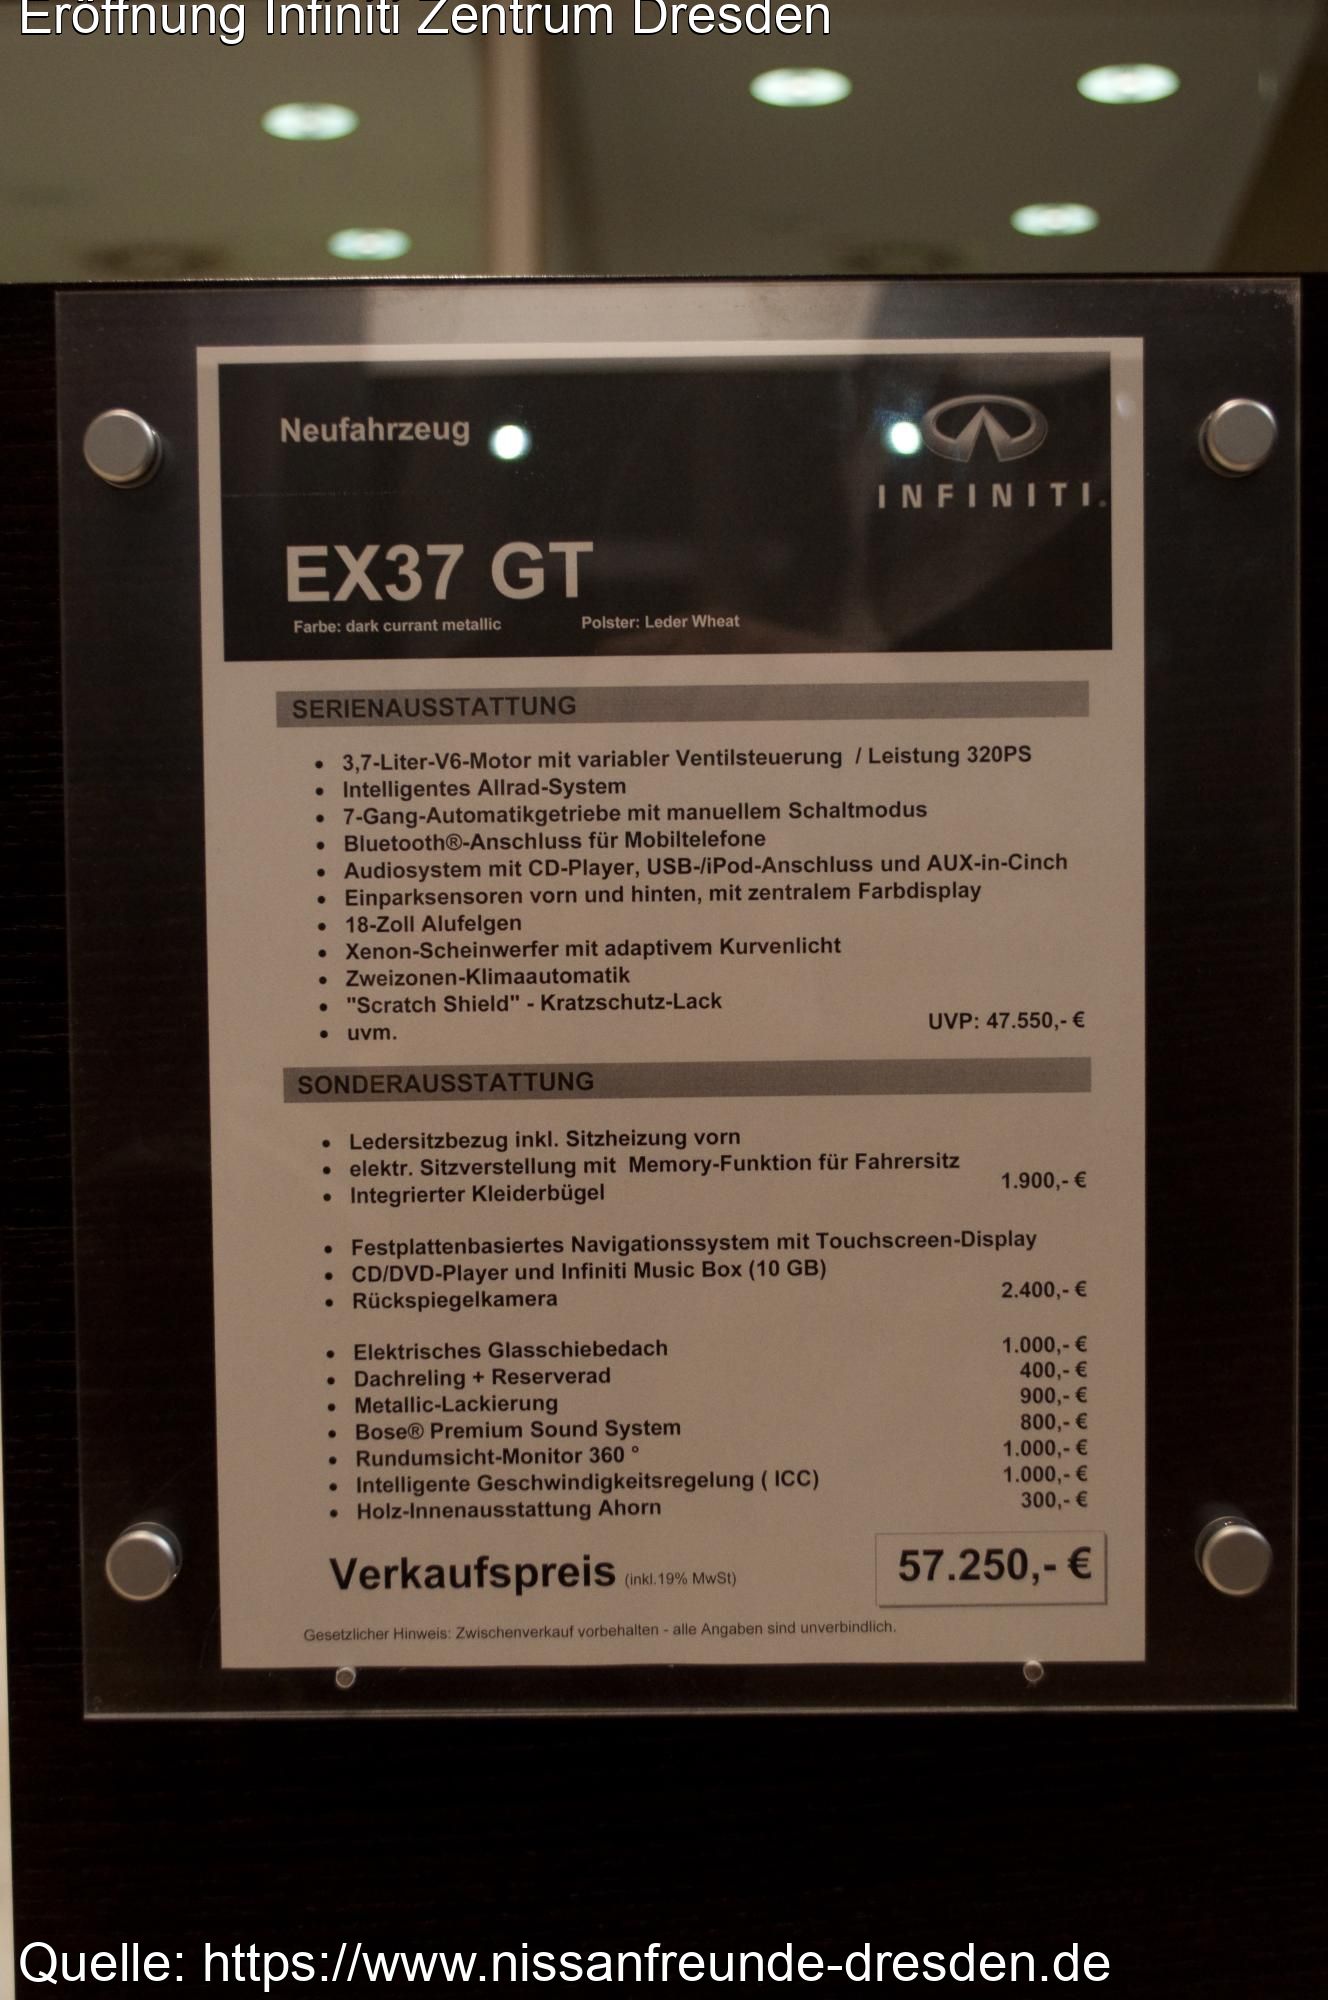 Eröffnung Infiniti Zentrum Dresden
Neufahrzeug
INFINITI®
EX37 GT
Farbe: dark currant metallic Polster: Leder Wheat
SERIENAUSSTATTUNG
• 3,7-Liter-V6-Motor mit variabler Ventilsteuerung / Leistung 320PS
• Intelligentes Allrad-System
• 7-Gang-Automatikgetriebe mit manuellem Schaltmodus
• Bluetooth®-Anschluss für Mobiltelefone
• Audiosystem mit CD-Player, USB-/iPod-Anschluss und AUX-in-Cinch
• Einparksensoren vorn und hinten, mit zentralem Farbdisplay
• 18-Zoll Alufelgen
• Xenon-Scheinwerfer mit adaptivem Kurvenlicht
• Zweizonen-Klimaautomatik
• "Scratch Shield" - Kratzschutz-Lack
• uvm. UVP: 47.550,- €
SONDERAUSSTATTUNG
• Ledersitzbezug inkl. Sitzheizung vorn
• elektr. Sitzverstellung mit Memory-Funktion für Fahrersitz
• Integrierter Kleiderbügel 1.900,- €
• Festplattenbasiertes Navigationssystem mit Touchscreen-Display
• CD/DVD-Player und Infiniti Music Box (10 GB)
• Rückspiegelkamera 2.400,- €
• Elektrisches Glasschiebedach 1.000,- €
• Dachreling + Reserverad 400,- €
• Metallic-Lackierung 900,- €
• Bose® Premium Sound System 800,- €
• Rundumsicht-Monitor 360 ° 1.000,- €
• Intelligente Geschwindigkeitsregelung ( ICC) 1.000,- €
• Holz-Innenausstattung Ahorn 300,- €
Verkaufspreis (inkl.19% MwSt) 57.250,- €
Gesetzlicher Hinweis: Zwischenverkauf vorbehalten - alle Angaben sind unverbindlich.
Quelle: https://www.nissanfreunde-dresden.de